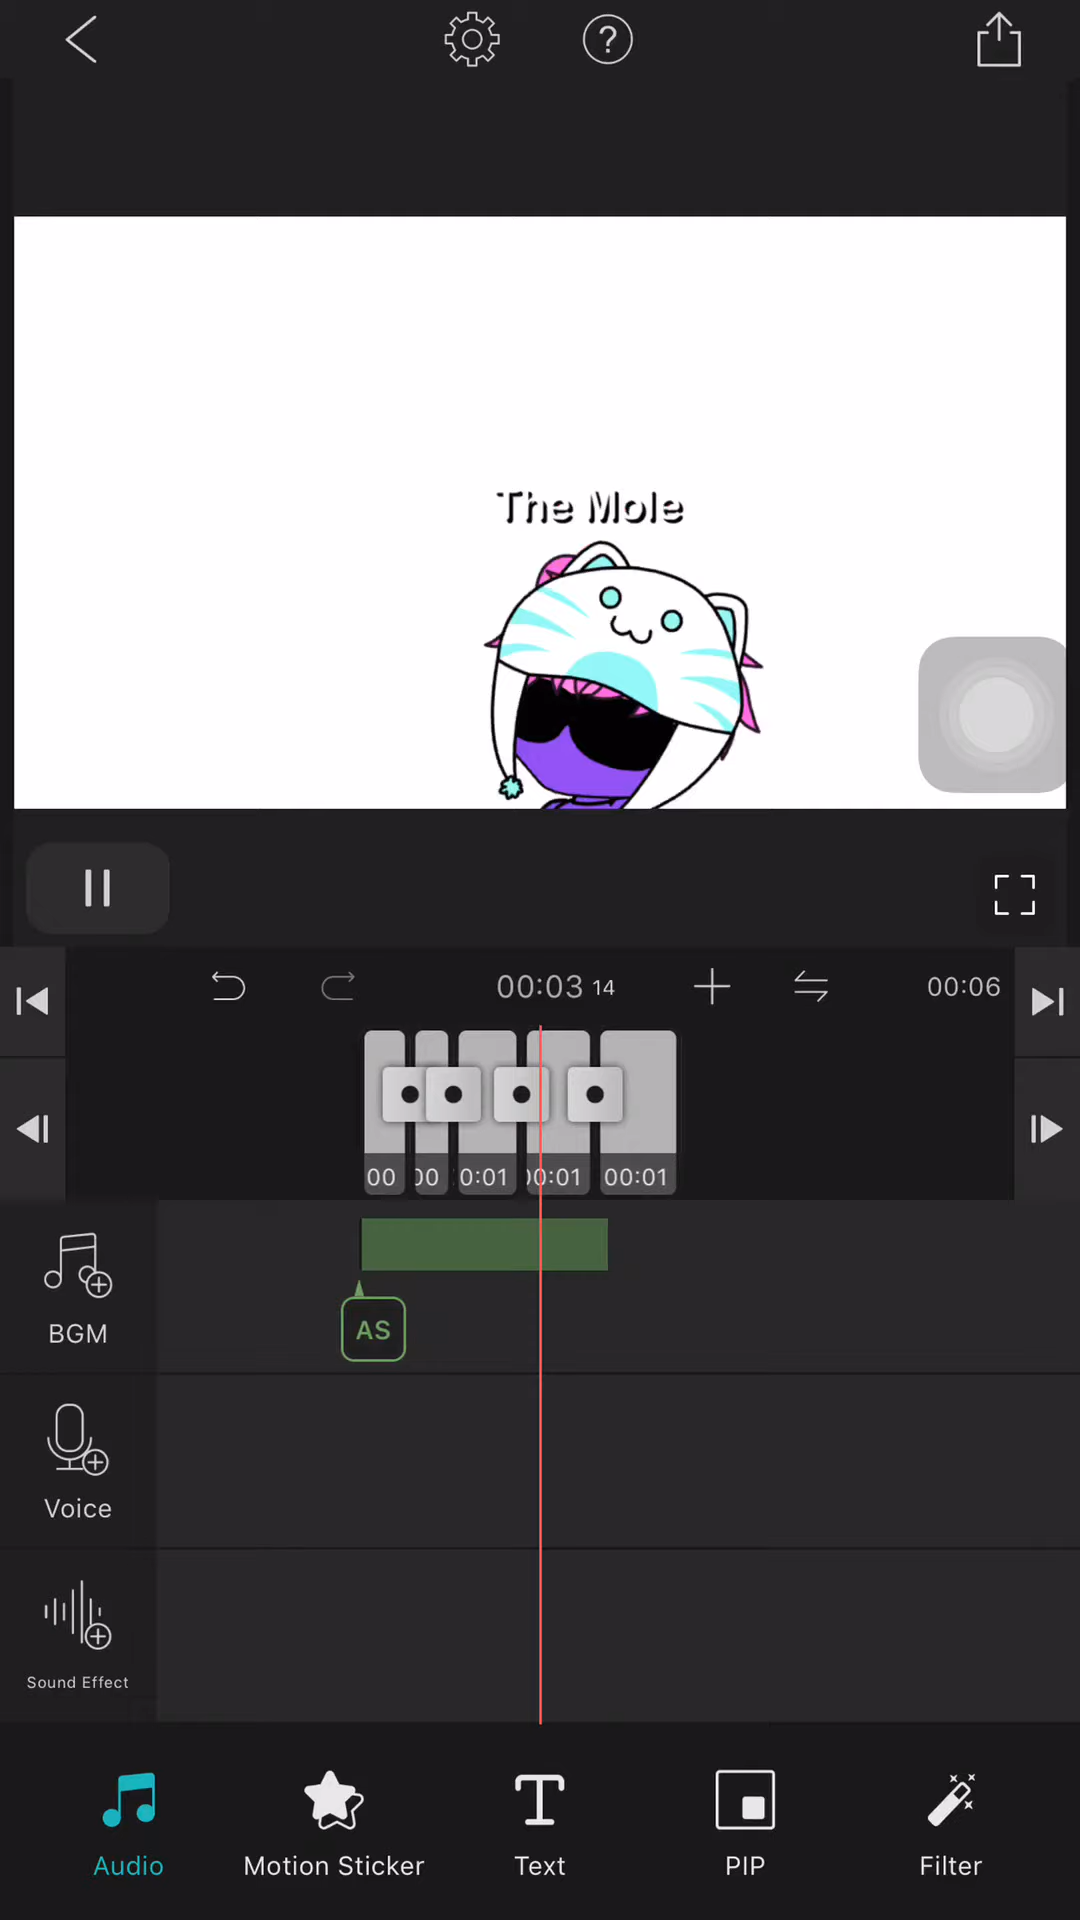 ?
The Mole
00:03 14
00:06
00
00
0:01
00:01
00:01
BGM
AS
Voice
Sound Effect
Audio
Motion Sticker
Text
PIP
Filter